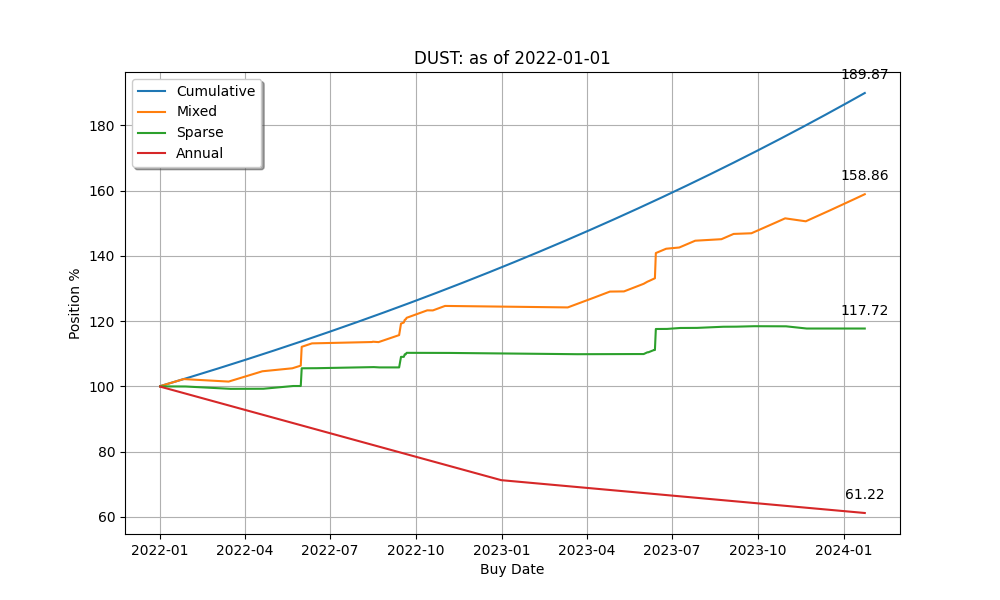 DUST: as of 2022-01-01
189.87
Cumulative
Mixed
Sparse
Annual
180
158.86
160
140
117.72
120
100
80
61.22
60
Position %
2022-01 2022-04 2022-07 2022-10 2023-01 2023-04 2023-07 2023-10 2024-01
Buy Date